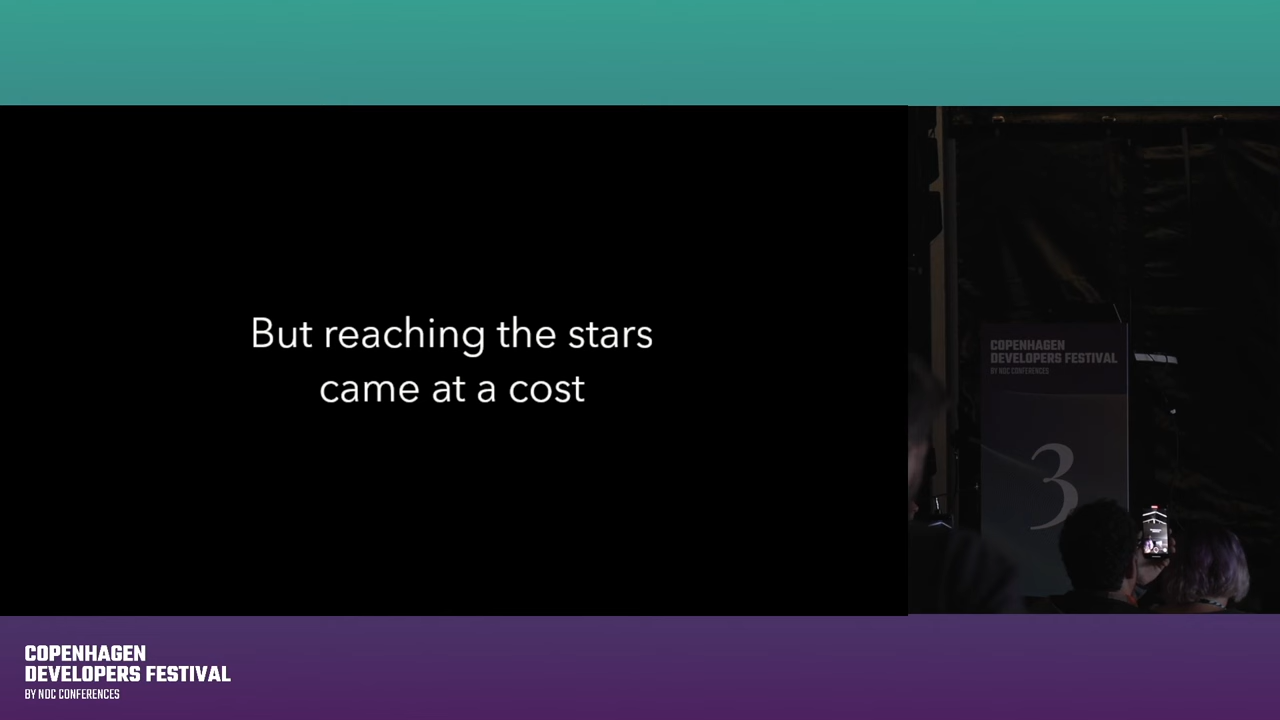 But reaching the stars
came at a cost
COPENHAGEN
DEVELOPERS FESTIVAL
BY NDC CONFERENCES
3
COPENHAGEN
DEVELOPERS FESTIVAL
BY NDC CONFERENCES